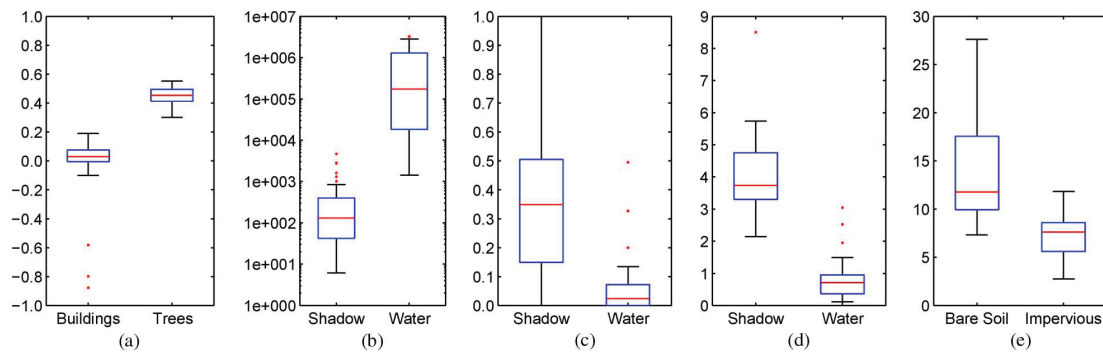 1.0
0.8
0.6
0.4
0.2
0.0
−0.2
−0.4
−0.6
−0.8
−1.0
Buildings Trees
(a)
1e+007
1e+006
1e+005
1e+004
1e+003
1e+002
1e+001
1e+000
Shadow Water
(b)
1.0
0.9
0.8
0.7
0.6
0.5
0.4
0.3
0.2
0.1
0.0
Shadow Water
(c)
9
8
7
6
5
4
3
2
1
0
Shadow Water
(d)
30
25
20
15
10
5
0
Bare Soil Impervious
(e)